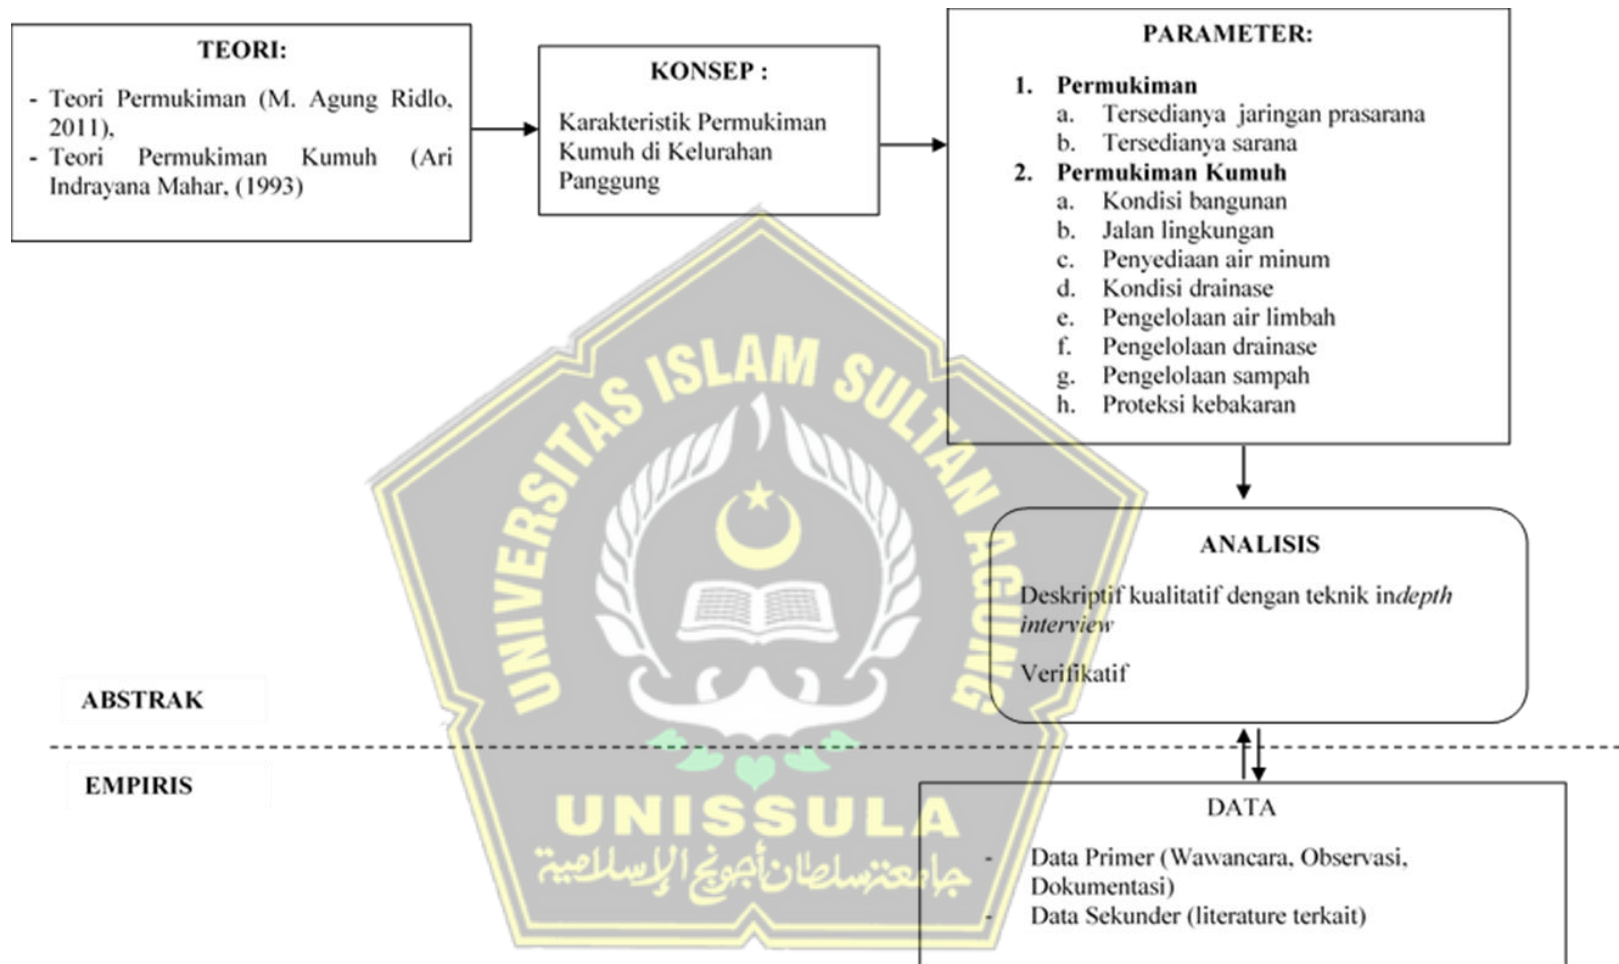 TEORI:
- Teori Permukiman (M. Agung Ridlo,
2011),
- Teori Permukiman Kumuh (Ari
Indrayana Mahar, (1993)
KONSEP :
Karakteristik Permukiman
Kumuh di Kelurahan
Panggung
PARAMETER:
1. Permukiman
a. Tersedianya jaringan prasarana
b. Tersedianya sarana
2. Permukiman Kumuh
a. Kondisi bangunan
b. Jalan lingkungan
c. Penyediaan air minum
d. Kondisi drainase
e. Pengelolaan air limbah
f. Pengelolaan drainase
g. Pengelolaan sampah
h. Proteksi kebakaran
ANALISIS
Deskriptif kualitatif dengan teknik indepth
interview
Verifikatif
ABSTRAK
EMPIRIS
DATA
- Data Primer (Wawancara, Observasi,
Dokumentasi)
- Data Sekunder (literature terkait)
UNIVERSITAS ISLAM SULTAN AGUNG
UNISSULA
جامعة سلطان أجونج الإسلامية